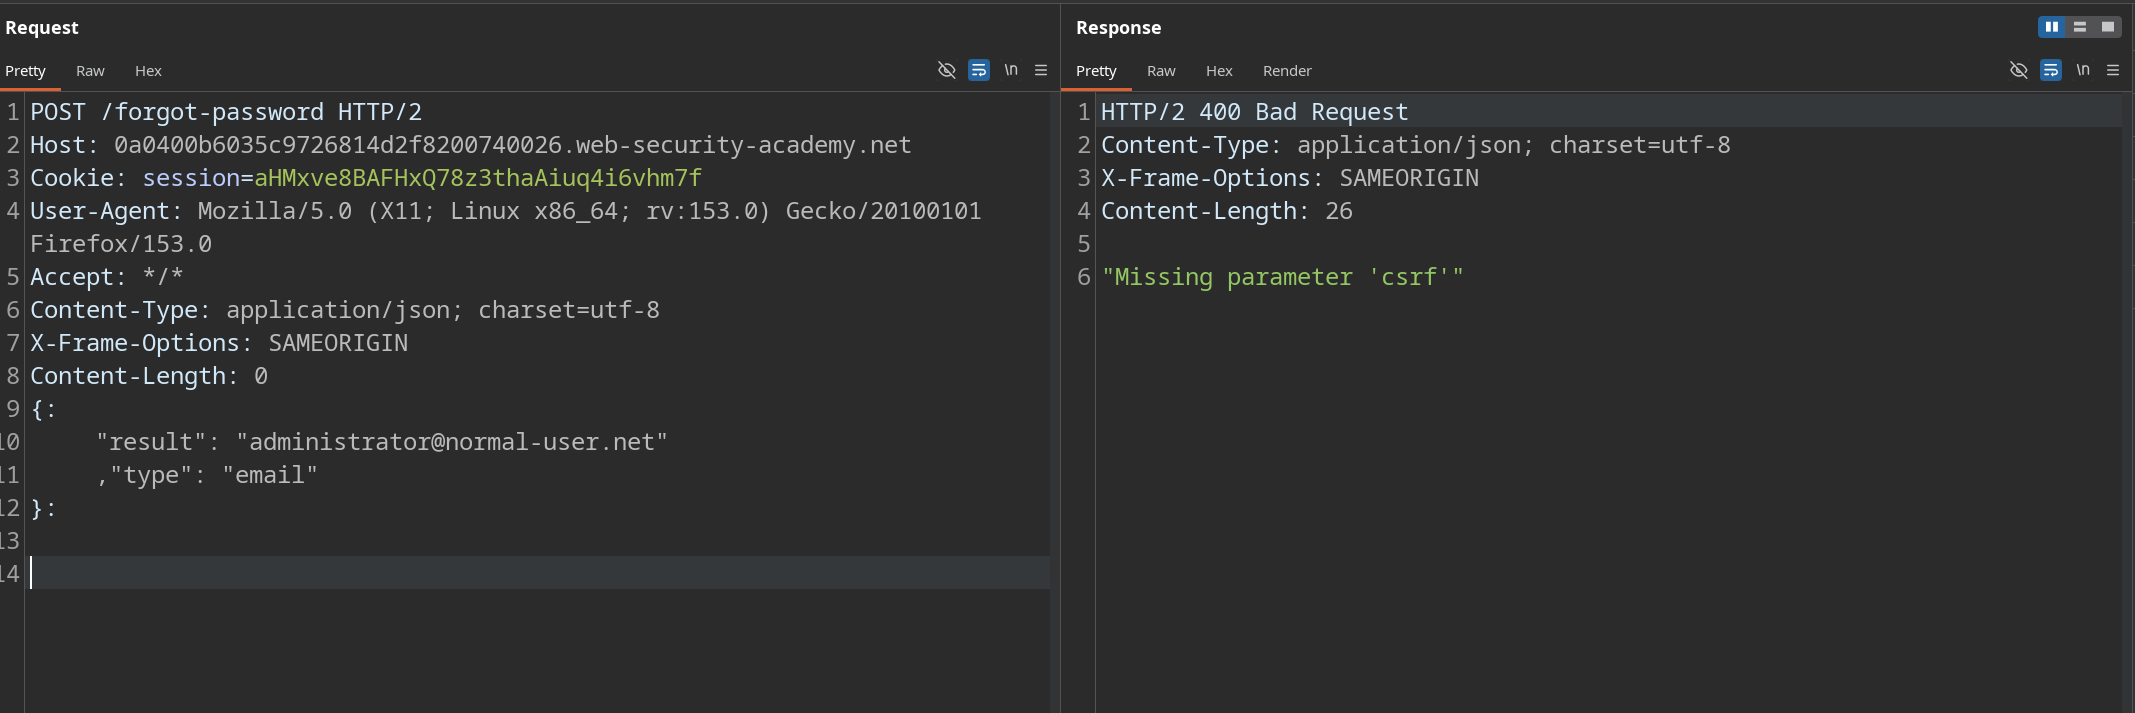 Request
Pretty Raw Hex
\n
1 POST /forgot-password HTTP/2
2 Host: 0a0400b6035c9726814d2f8200740026.web-security-academy.net
3 Cookie: session=aHMxve8BAFHxQ78z3thaAiuq4i6vhm7f
4 User-Agent: Mozilla/5.0 (X11; Linux x86_64; rv:153.0) Gecko/20100101
Firefox/153.0
5 Accept: */*
6 Content-Type: application/json; charset=utf-8
7 X-Frame-Options: SAMEORIGIN
8 Content-Length: 0
9 {:
10 "result": "administrator@normal-user.net"
11 ,"type": "email"
12 }:
13
14
Response
Pretty Raw Hex Render
\n
1 HTTP/2 400 Bad Request
2 Content-Type: application/json; charset=utf-8
3 X-Frame-Options: SAMEORIGIN
4 Content-Length: 26
5
6 "Missing parameter 'csrf'"